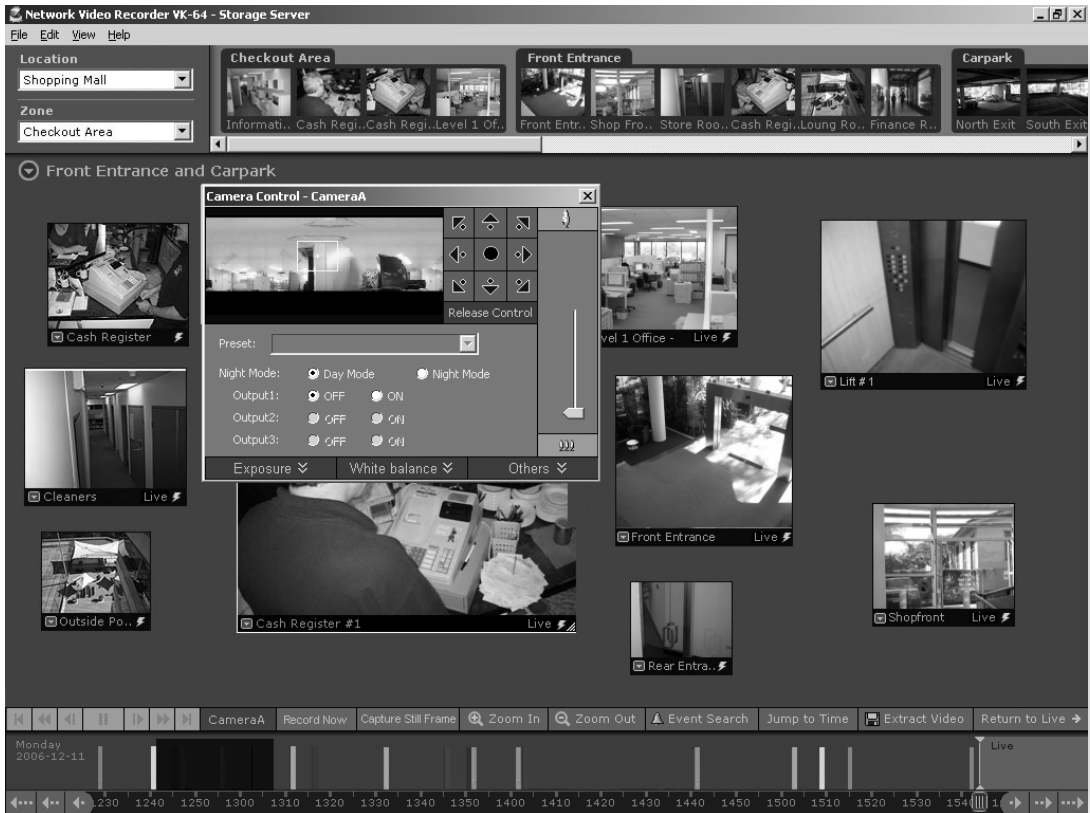 Network Video Recorder VK-64 - Storage Server
File Edit View Help
Location
Shopping Mall
Zone
Checkout Area
Checkout Area
Informati.. Cash Regi.. Cash Regi.. Level 1 Of..
Front Entrance
Front Entr.. Shop Fro.. Store Roo.. Cash Regi.. Loung Ro.. Finance R..
Carpark
North Exit South Exit
Front Entrance and Carpark
Camera Control - CameraA
Release Control
Preset:
Night Mode: Day Mode Night Mode
Output1: OFF ON
Output2: OFF ON
Output3: OFF ON
Exposure White balance Others
Cash Register
vel 1 Office - Live
Lift # 1 Live
Cleaners Live
Front Entrance Live
Outside Po..
Cash Register #1 Live
Shopfront Live
Rear Entra..
CameraA Record Now Capture Still Frame Zoom In Zoom Out Event Search Jump to Time Extract Video Return to Live
Monday
2006-12-11
Live
1230 1240 1250 1300 1310 1320 1330 1340 1350 1400 1410 1420 1430 1440 1450 1500 1510 1520 1530